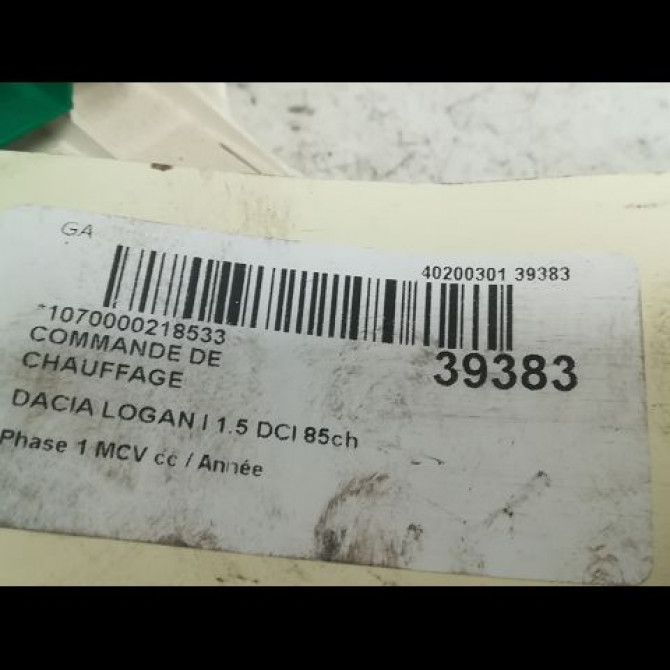 GA
40200301 39383
*1070000218533
39383
COMMANDE DE
CHAUFFAGE
DACIA LOGAN I 1.5 DCI 85ch
Phase 1 MCV cc / Année